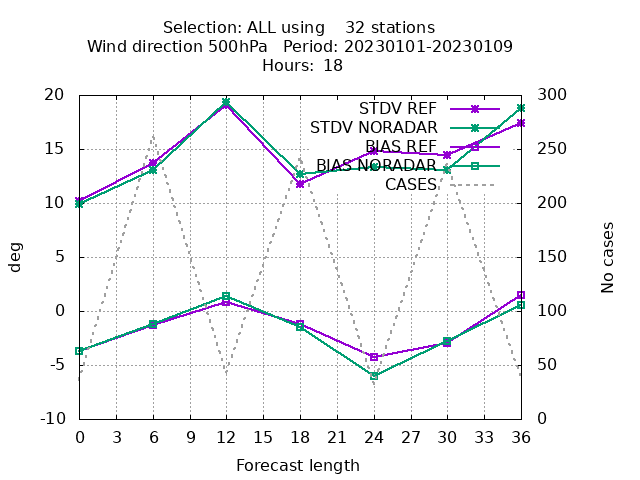 Selection: ALL using    32 stations
Wind direction 500hPa   Period: 20230101-20230109
Hours: 18
20
15
10
5
0
-5
-10
deg
STDV REF
STDV NORADAR
BIAS REF
BIAS NORADAR
CASES
300
250
200
150
100
50
0
No cases
0 3 6 9 12 15 18 21 24 27 30 33 36
Forecast length